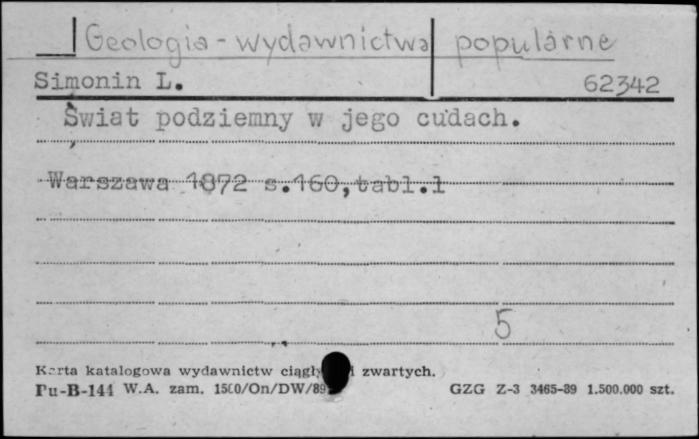 Geologia - wydawnictwa popularne
Simonin L. 62342
Świat podziemny w jego cudach.
Warszawa 1872 s.160,tabl.1
5
Karta katalogowa wydawnictw zwartych.
Pu-B-144 W.A. zam. 1500/On/DW/89 GZG Z-3 3465-89 1.500.000 szt.